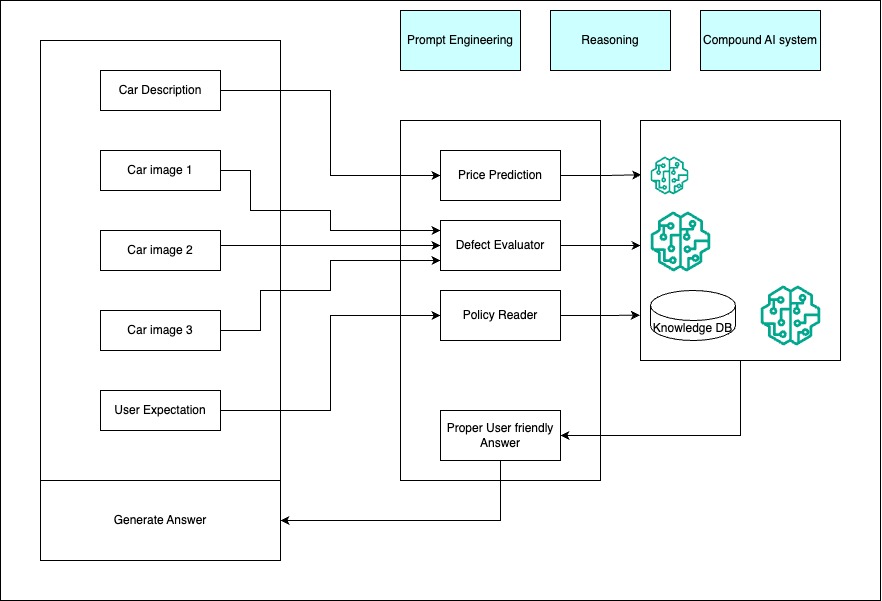 Prompt Engineering
Reasoning
Compound AI system
Car Description
Car image 1
Car image 2
Car image 3
User Expectation
Generate Answer
Price Prediction
Defect Evaluator
Policy Reader
Proper User friendly
Answer
Knowledge DB